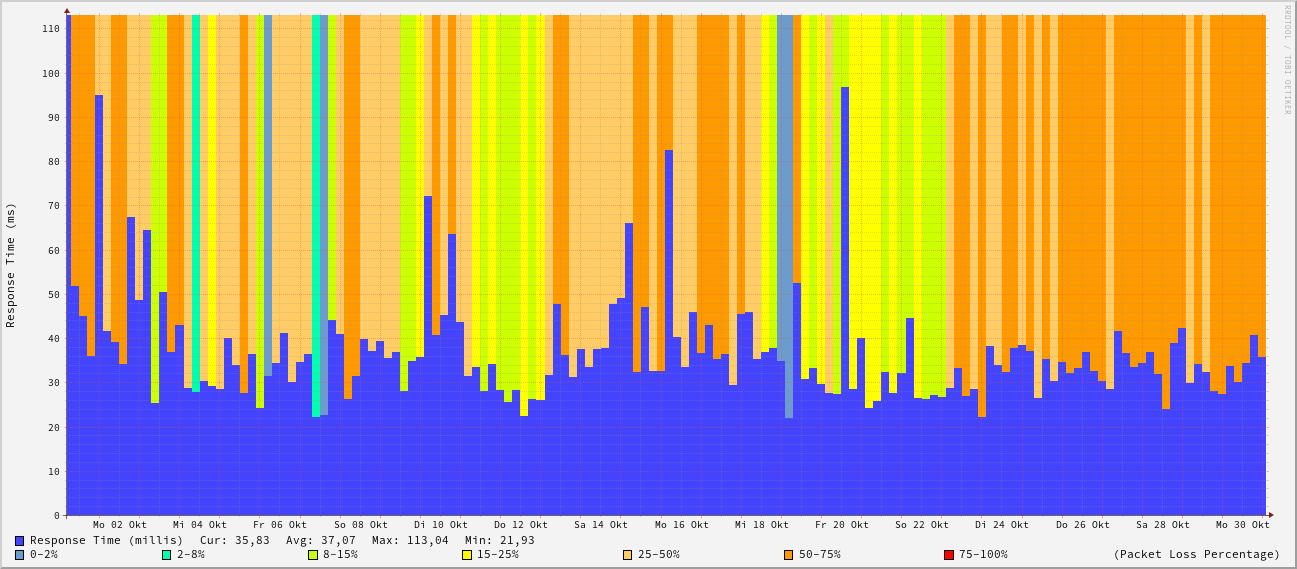 RRDTOOL / TOBI OETIKER
Response Time (ms)
110
100
90
80
70
60
50
40
30
20
10
0
Mo 02 Okt Mi 04 Okt Fr 06 Okt So 08 Okt Di 10 Okt Do 12 Okt Sa 14 Okt Mo 16 Okt Mi 18 Okt Fr 20 Okt So 22 Okt Di 24 Okt Do 26 Okt Sa 28 Okt Mo 30 Okt
Response Time (millis) Cur: 35,83 Avg: 37,07 Max: 113,04 Min: 21,93
0-2% 2-8% 8-15% 15-25% 25-50% 50-75% 75-100% (Packet Loss Percentage)